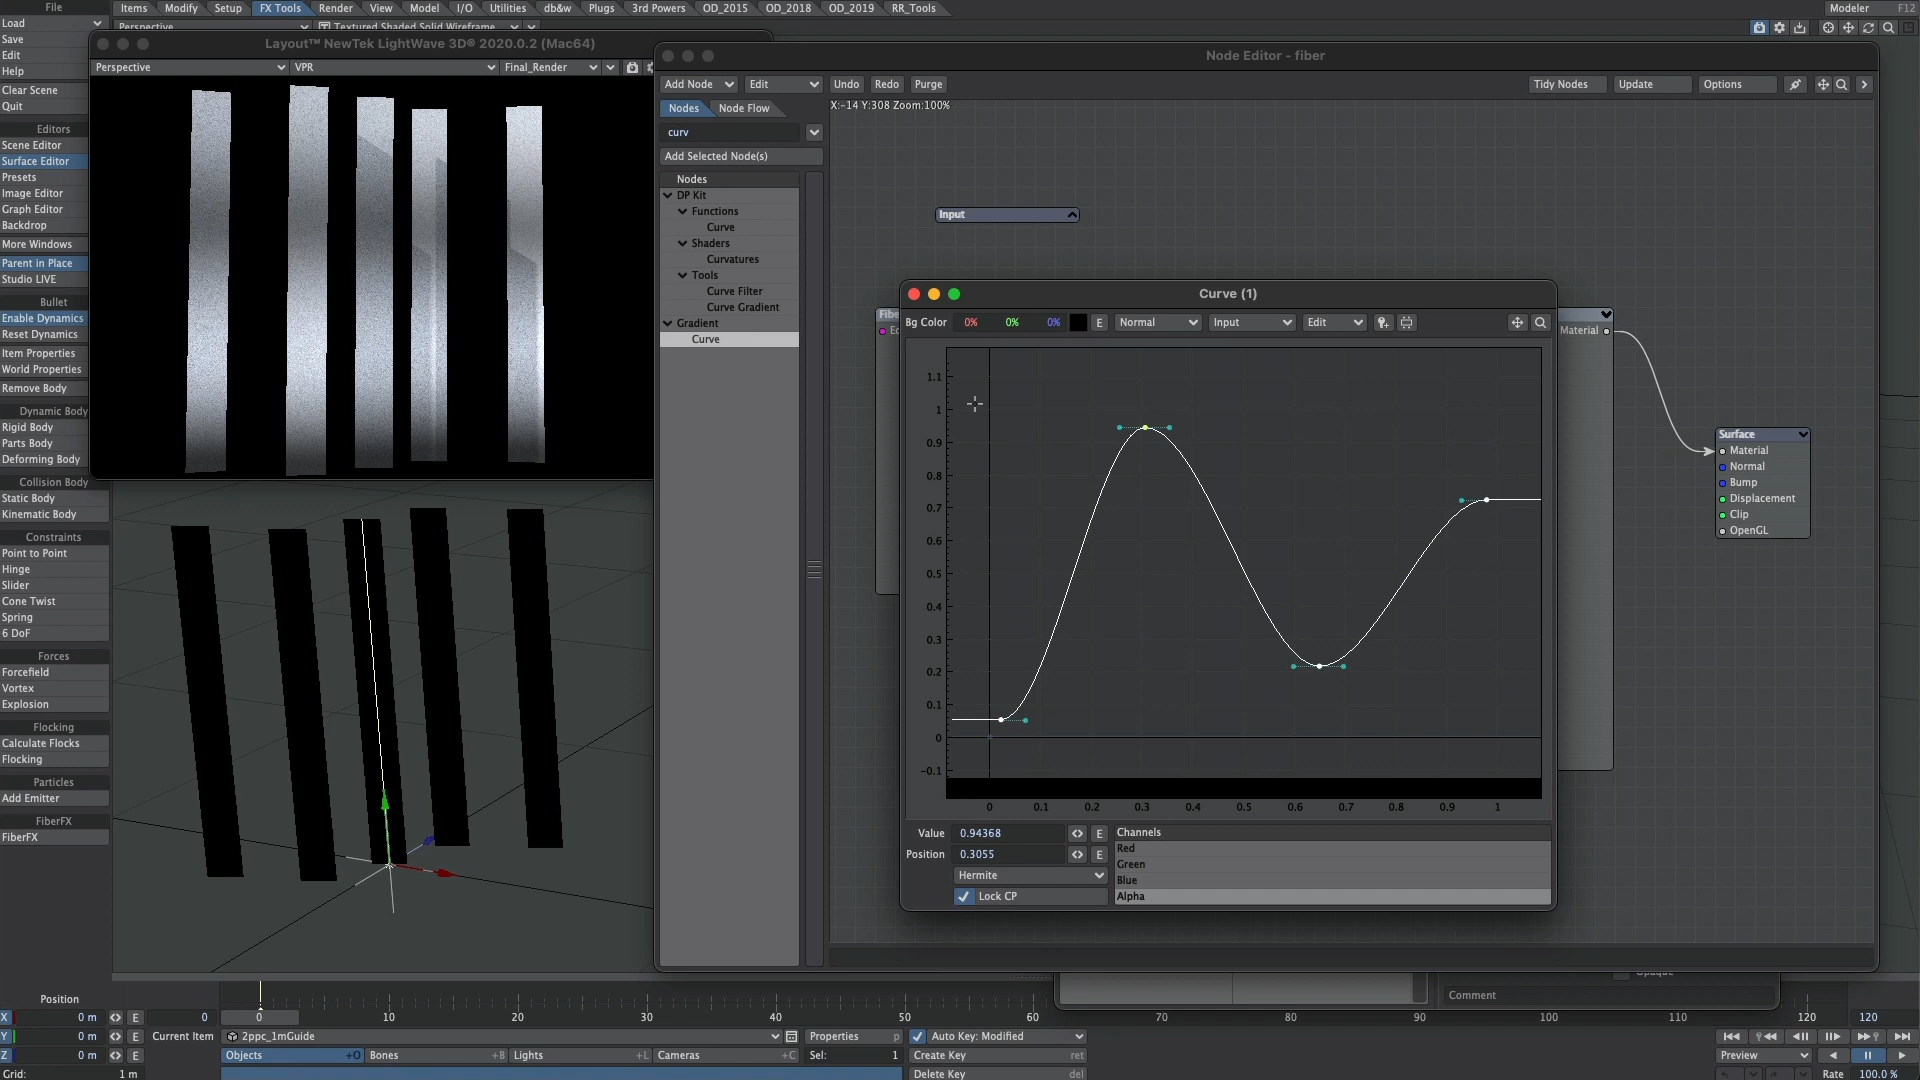 File
Items
Modify
Setup
FX Tools
Render
View
Model
I/O
Utilities
db&w
Plugs
3rd Powers
OD_2015
OD_2018
OD_2019
RR_Tools
Modeler
F12
Load
Save
Edit
Help
Clear Scene
Quit
Editors
Scene Editor
Surface Editor
Presets
Image Editor
Graph Editor
Backdrop
More Windows
Parent in Place
Studio LIVE
Bullet
Enable Dynamics
Reset Dynamics
Item Properties
World Properties
Remove Body
Dynamic Body
Rigid Body
Parts Body
Deforming Body
Collision Body
Static Body
Kinematic Body
Constraints
Point to Point
Hinge
Slider
Cone Twist
Spring
6 DoF
Forces
Forcefield
Vortex
Explosion
Flocking
Calculate Flocks
Flocking
Particles
Add Emitter
FiberFX
FiberFX
Perspective
Textured Shaded Solid Wireframe
Layout™ NewTek LightWave 3D® 2020.0.2 (Mac64)
Perspective
VPR
Final_Render
Node Editor - fiber
Add Node
Edit
Undo
Redo
Purge
Tidy Nodes
Update
Options
Nodes
Node Flow
X:-14 Y:308 Zoom:100%
curv
Add Selected Node(s)
Nodes
DP Kit
Functions
Curve
Shaders
Curvatures
Tools
Curve Filter
Curve Gradient
Gradient
Curve
Input
Material
Surface
Material
Normal
Bump
Displacement
Clip
OpenGL
Curve (1)
Bg Color
0%
0%
0%
E
Normal
Input
Edit
1.1
1
0.9
0.8
0.7
0.6
0.5
0.4
0.3
0.2
0.1
0
-0.1
0 0.1 0.2 0.3 0.4 0.5 0.6 0.7 0.8 0.9 1
Value
0.94368
E
Position
0.3055
E
Hermite
Lock CP
Channels
Red
Green
Blue
Alpha
Comment
Position
X
0 m
E
0
0 10 20 30 40 50 60 70 80 90 100 110 120
120
Y
0 m
E
Current Item
2ppc_1mGuide
Properties
p
Auto Key: Modified
Z
0 m
E
Objects
+O
Bones
+B
Lights
+L
Cameras
+C
Sel:
1
Create Key
ret
Preview
Grid:
1 m
Delete Key
del
Rate
100.0 %